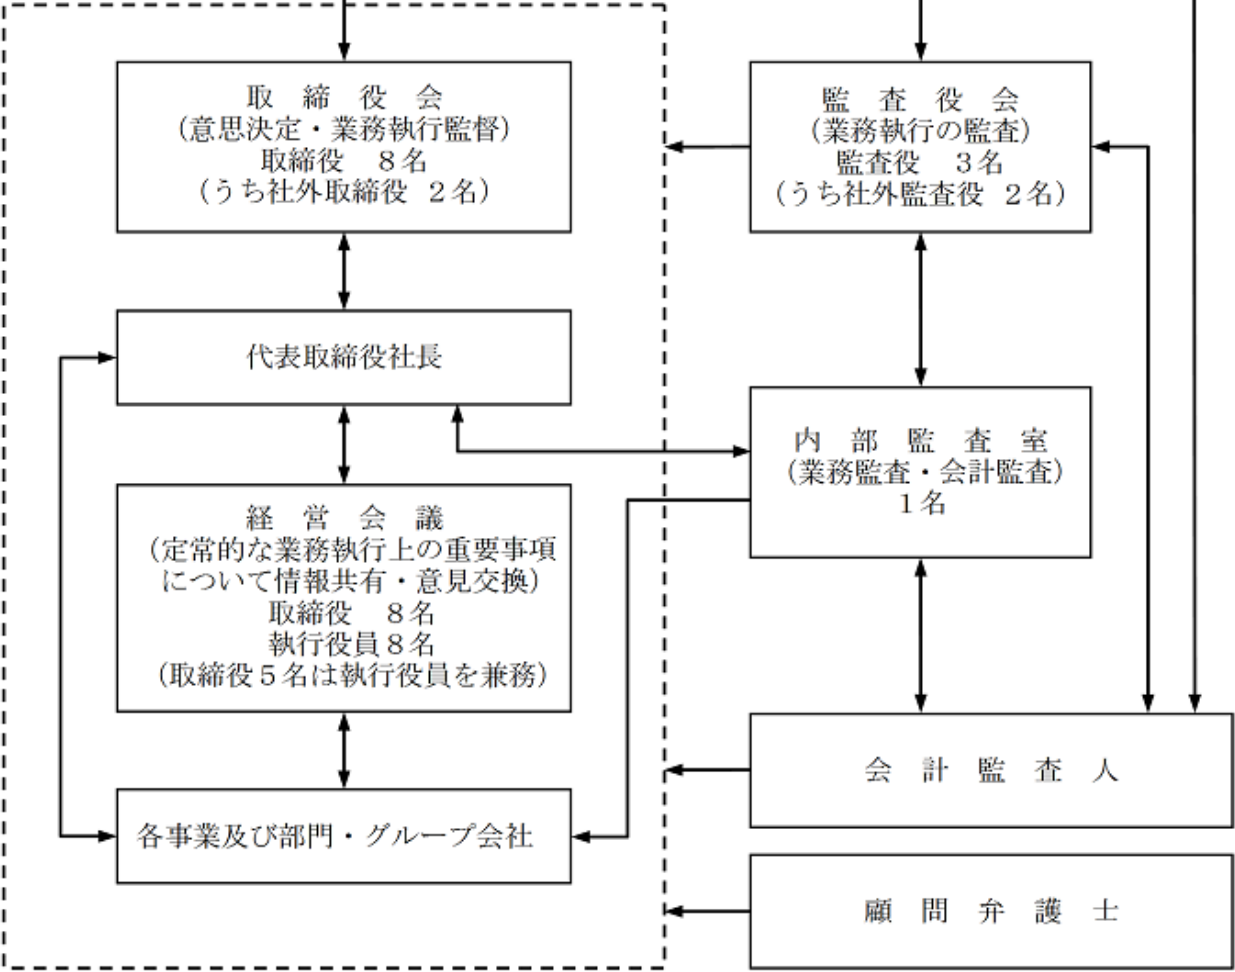 取　締　役　会
（意思決定・業務執行監督）
取締役　８名
（うち社外取締役 ２名）
監　査　役　会
（業務執行の監査）
監査役　３名
（うち社外監査役 ２名）
代表取締役社長
内　部　監　査　室
（業務監査・会計監査）
１名
経　営　会　議
（定常的な業務執行上の重要事項
について情報共有・意見交換）
取締役　８名
執行役員８名
（取締役５名は執行役員を兼務）
会　計　監　査　人
各事業及び部門・グループ会社
顧　問　弁　護　士